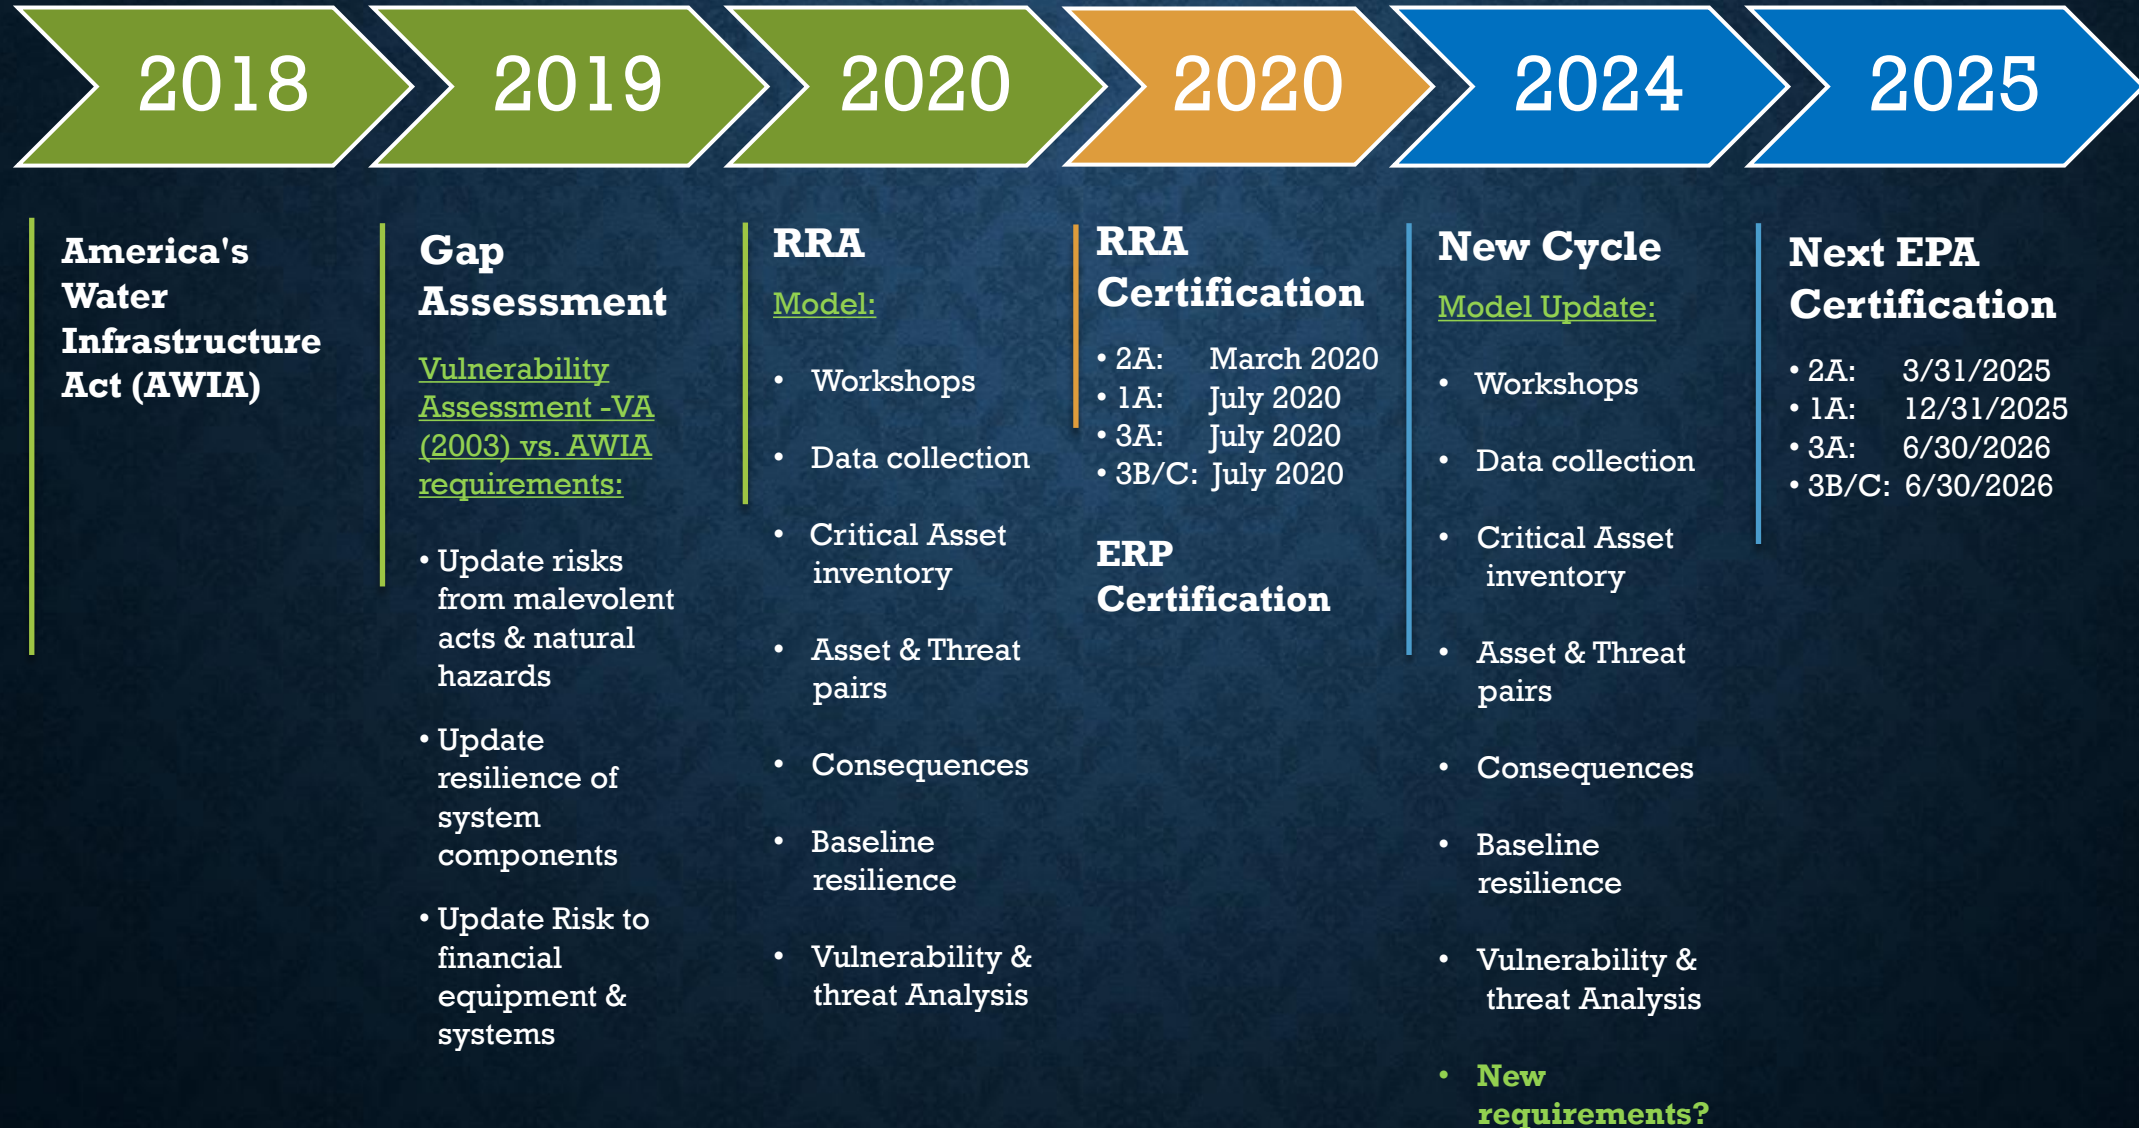 2018
2019
2020
2020
2024
2025
America's
Water
Infrastructure
Act (AWIA)
Gap
Assessment
Vulnerability
Assessment -VA
(2003) vs. AWIA
requirements:
• Update risks
from malevolent
acts & natural
hazards
• Update
resilience of
system
components
• Update Risk to
financial
equipment &
systems
RRA
Model:
• Workshops
• Data collection
• Critical Asset
inventory
• Asset & Threat
pairs
• Consequences
• Baseline
resilience
• Vulnerability &
threat Analysis
RRA
Certification
• 2A: March 2020
• 1A: July 2020
• 3A: July 2020
• 3B/C: July 2020
ERP
Certification
New Cycle
Model Update:
• Workshops
• Data collection
• Critical Asset
inventory
• Asset & Threat
pairs
• Consequences
• Baseline
resilience
• Vulnerability &
threat Analysis
• New
requirements?
Next EPA
Certification
• 2A: 3/31/2025
• 1A: 12/31/2025
• 3A: 6/30/2026
• 3B/C: 6/30/2026